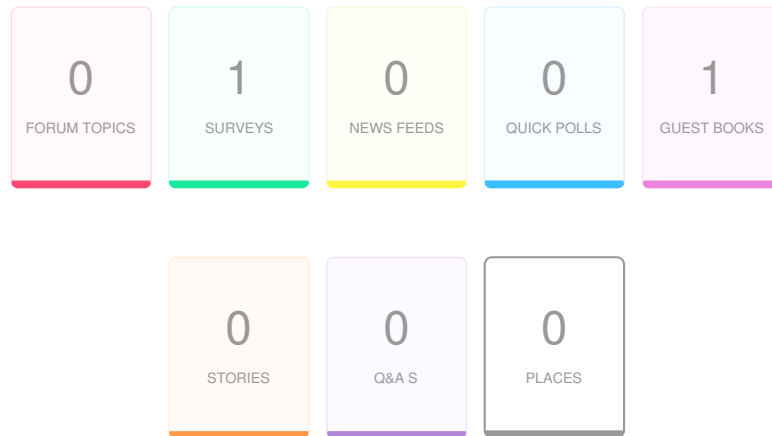 0 1 0 0 1
FORUM TOPICS SURVEYS NEWS FEEDS QUICK POLLS GUEST BOOKS
0 0 0
STORIES Q&A S PLACES